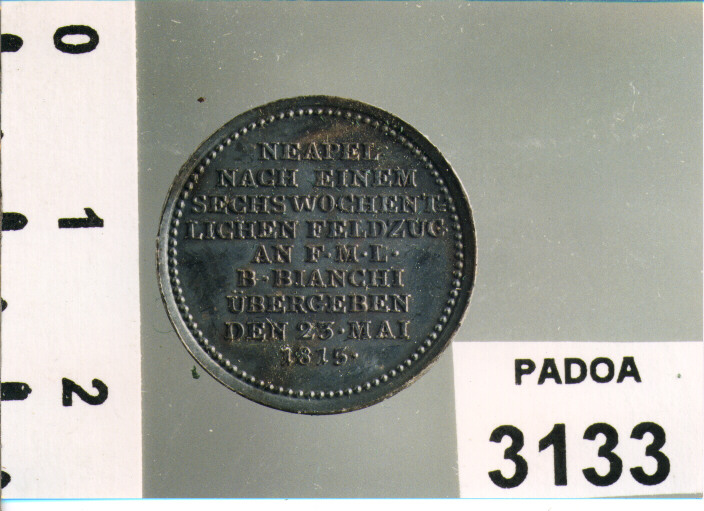 NEAPEL
NACH EINEM
SECHSWOCHENT-
LICHEN FELDZUG
AN F·M·L·
B·BIANCHI
ÜBERGEBEN
DEN 23·MAI
1815·
0
1
2
PADOA
3133